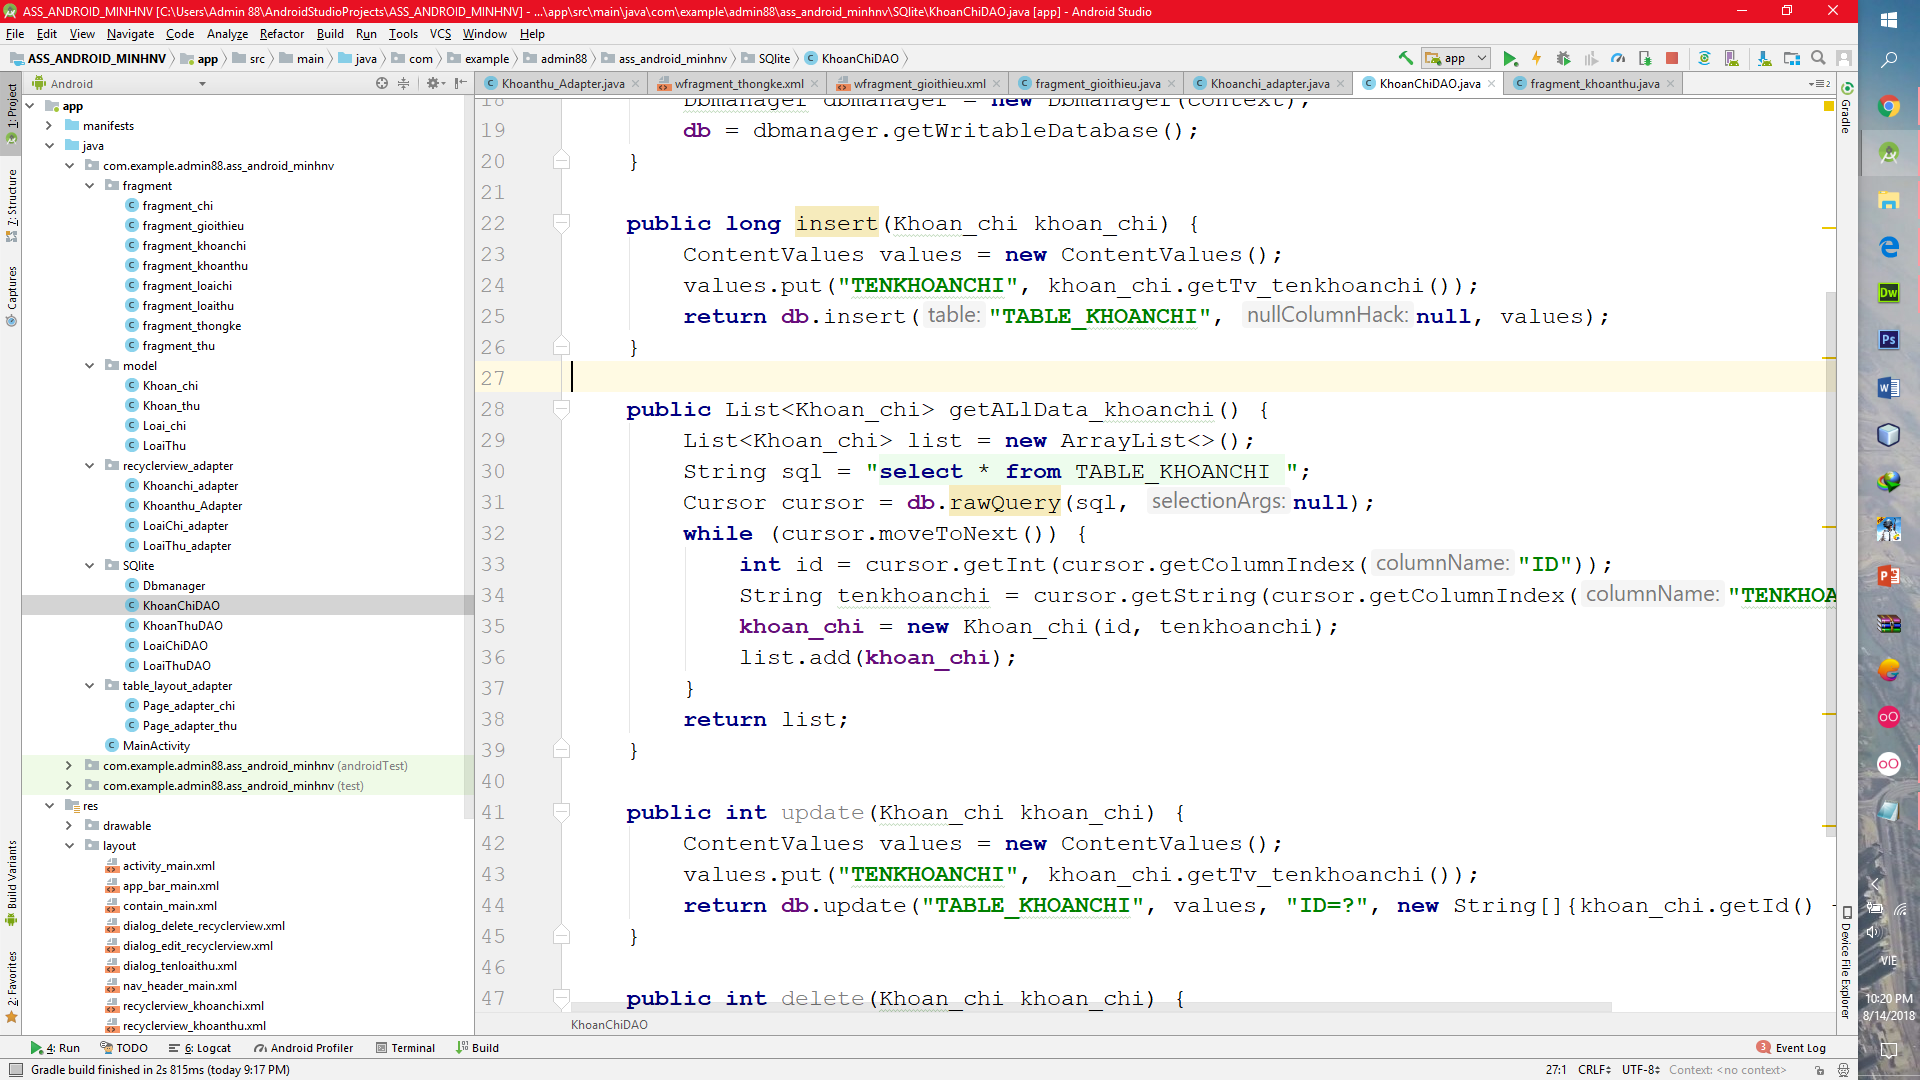 ASS_ANDROID_MINHNV [C:\Users\Admin 88\AndroidStudioProjects\ASS_ANDROID_MINHNV] - ...\app\src\main\java\com\example\admin88\ass_android_minhnv\SQlite\KhoanChiDAO.java [app] - Android Studio
File Edit View Navigate Code Analyze Refactor Build Run Tools VCS Window Help
ASS_ANDROID_MINHNV app src main java com example admin88 ass_android_minhnv SQlite KhoanChiDAO
app
Android
Khoanthu_Adapter.java wfragment_thongke.xml wfragment_gioithieu.xml fragment_gioithieu.java Khoanchi_adapter.java KhoanChiDAO.java fragment_khoanthu.java
1: Project
7: Structure
Captures
Build Variants
2: Favorites
app
manifests
java
com.example.admin88.ass_android_minhnv
fragment
fragment_chi
fragment_gioithieu
fragment_khoanchi
fragment_khoanthu
fragment_loaichi
fragment_loaithu
fragment_thongke
fragment_thu
model
Khoan_chi
Khoan_thu
Loai_chi
LoaiThu
recyclerview_adapter
Khoanchi_adapter
Khoanthu_Adapter
LoaiChi_adapter
LoaiThu_adapter
SQlite
Dbmanager
KhoanChiDAO
KhoanThuDAO
LoaiChiDAO
LoaiThuDAO
table_layout_adapter
Page_adapter_chi
Page_adapter_thu
MainActivity
com.example.admin88.ass_android_minhnv (androidTest)
com.example.admin88.ass_android_minhnv (test)
res
drawable
layout
activity_main.xml
app_bar_main.xml
contain_main.xml
dialog_delete_recyclerview.xml
dialog_edit_recyclerview.xml
dialog_tenloaithu.xml
nav_header_main.xml
recyclerview_khoanchi.xml
recyclerview_khoanthu.xml
18 Dbmanager dbmanager = new Dbmanager(context);
19 db = dbmanager.getWritableDatabase();
20 }
21
22 public long insert(Khoan_chi khoan_chi) {
23 ContentValues values = new ContentValues();
24 values.put("TENKHOANCHI", khoan_chi.getTv_tenkhoanchi());
25 return db.insert( table: "TABLE_KHOANCHI", nullColumnHack: null, values);
26 }
27
28 public List<Khoan_chi> getALlData_khoanchi() {
29 List<Khoan_chi> list = new ArrayList<>();
30 String sql = "select * from TABLE_KHOANCHI ";
31 Cursor cursor = db.rawQuery(sql, selectionArgs: null);
32 while (cursor.moveToNext()) {
33 int id = cursor.getInt(cursor.getColumnIndex( columnName: "ID"));
34 String tenkhoanchi = cursor.getString(cursor.getColumnIndex( columnName: "TENKHOA
35 khoan_chi = new Khoan_chi(id, tenkhoanchi);
36 list.add(khoan_chi);
37 }
38 return list;
39 }
40
41 public int update(Khoan_chi khoan_chi) {
42 ContentValues values = new ContentValues();
43 values.put("TENKHOANCHI", khoan_chi.getTv_tenkhoanchi());
44 return db.update("TABLE_KHOANCHI", values, "ID=?", new String[]{khoan_chi.getId()
45 }
46
47 public int delete(Khoan_chi khoan_chi) {
KhoanChiDAO
Gradle
Device File Explorer
4: Run TODO 6: Logcat Android Profiler Terminal Build 3 Event Log
Gradle build finished in 2s 815ms (today 9:17 PM)
27:1 CRLF UTF-8 Context: <no context>
Dw
Ps
VIE
10:20 PM
8/14/2018